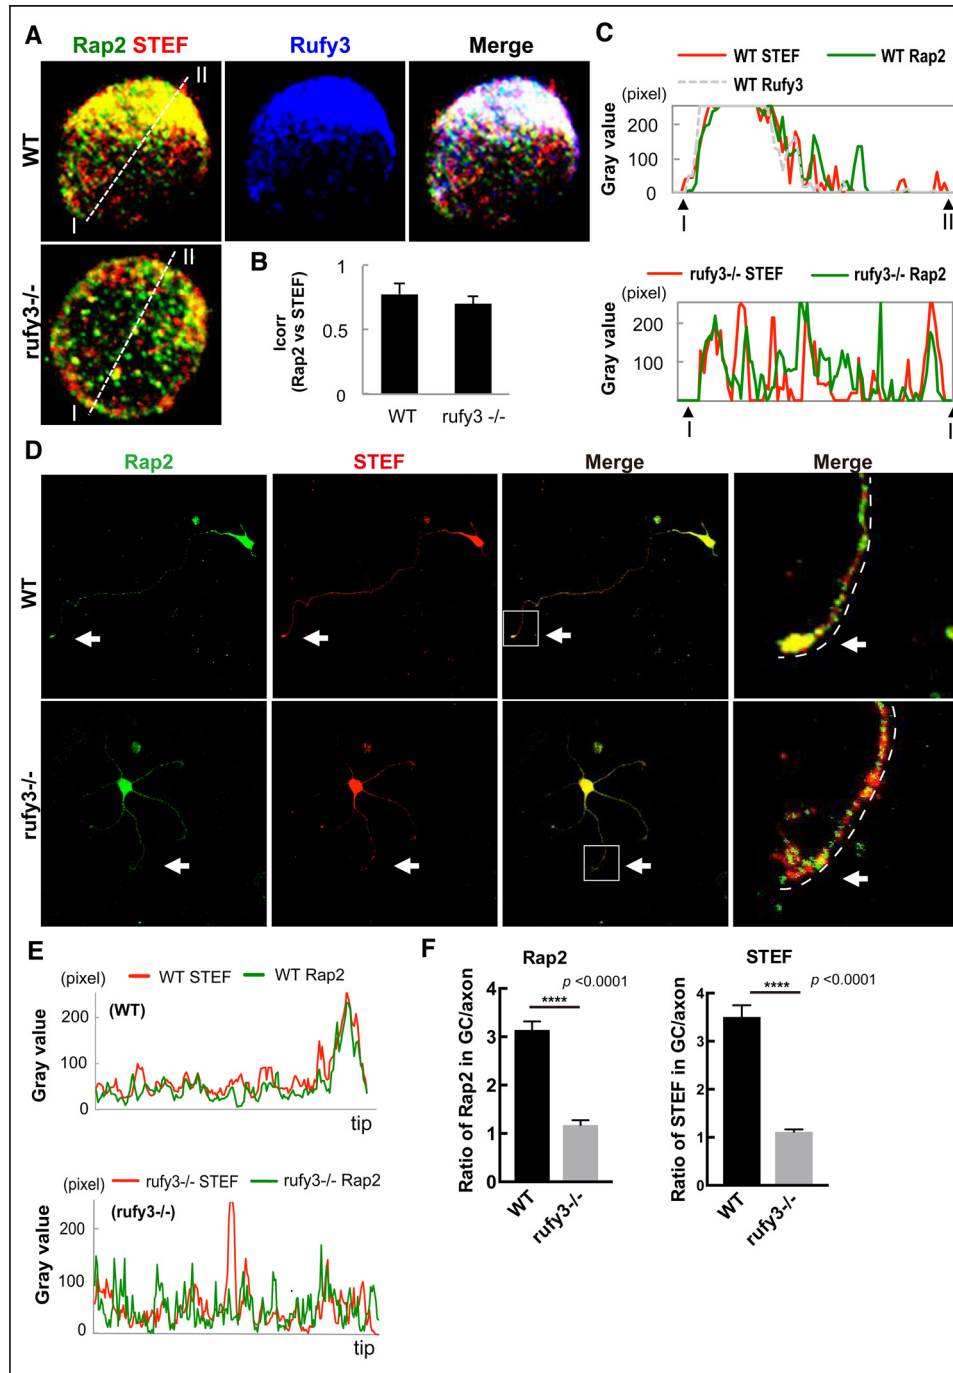 A
Rap2 STEF
Rufy3
Merge
WT
II
I
rufy3-/-
II
I
B
Icorr
(Rap2 vs STEF)
1
0.5
0
WT
rufy3 -/-
C
WT STEF
WT Rap2
WT Rufy3
(pixel)
Gray value
200
100
0
I
II
rufy3-/- STEF
rufy3-/- Rap2
(pixel)
Gray value
200
100
0
I
I
D
Rap2
STEF
Merge
Merge
WT
rufy3-/-
E
(pixel)
WT STEF
WT Rap2
(WT)
Gray value
200
100
0
tip
(pixel)
rufy3-/- STEF
rufy3-/- Rap2
(rufy3-/-)
Gray value
200
100
0
tip
F
Rap2
p <0.0001
****
Ratio of Rap2 in GC/axon
4
3
2
1
0
WT
rufy3-/-
STEF
p <0.0001
****
Ratio of STEF in GC/axon
4
3
2
1
0
WT
rufy3-/-